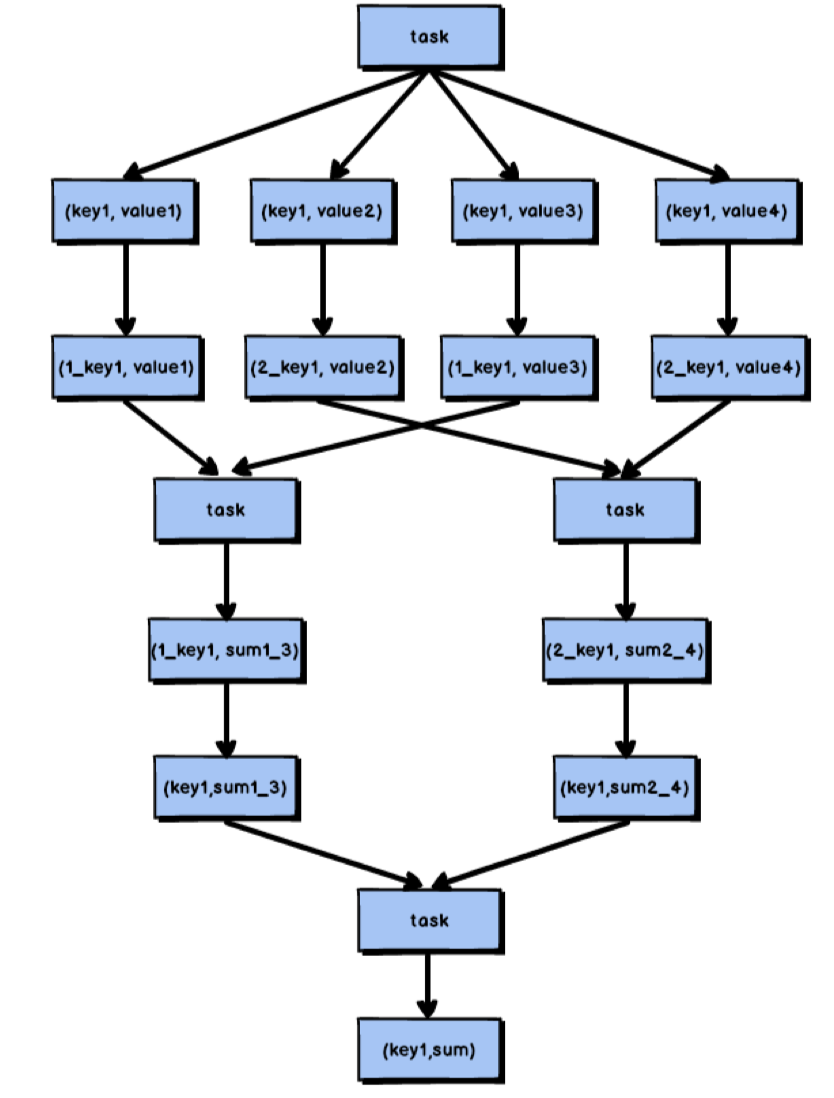 task
(key1, value1)
(key1, value2)
(key1, value3)
(key1, value4)
(1_key1, value1)
(2_key1, value2)
(1_key1, value3)
(2_key1, value4)
task
task
(1_key1, sum1_3)
(2_key1, sum2_4)
(key1,sum1_3)
(key1,sum2_4)
task
(key1,sum)